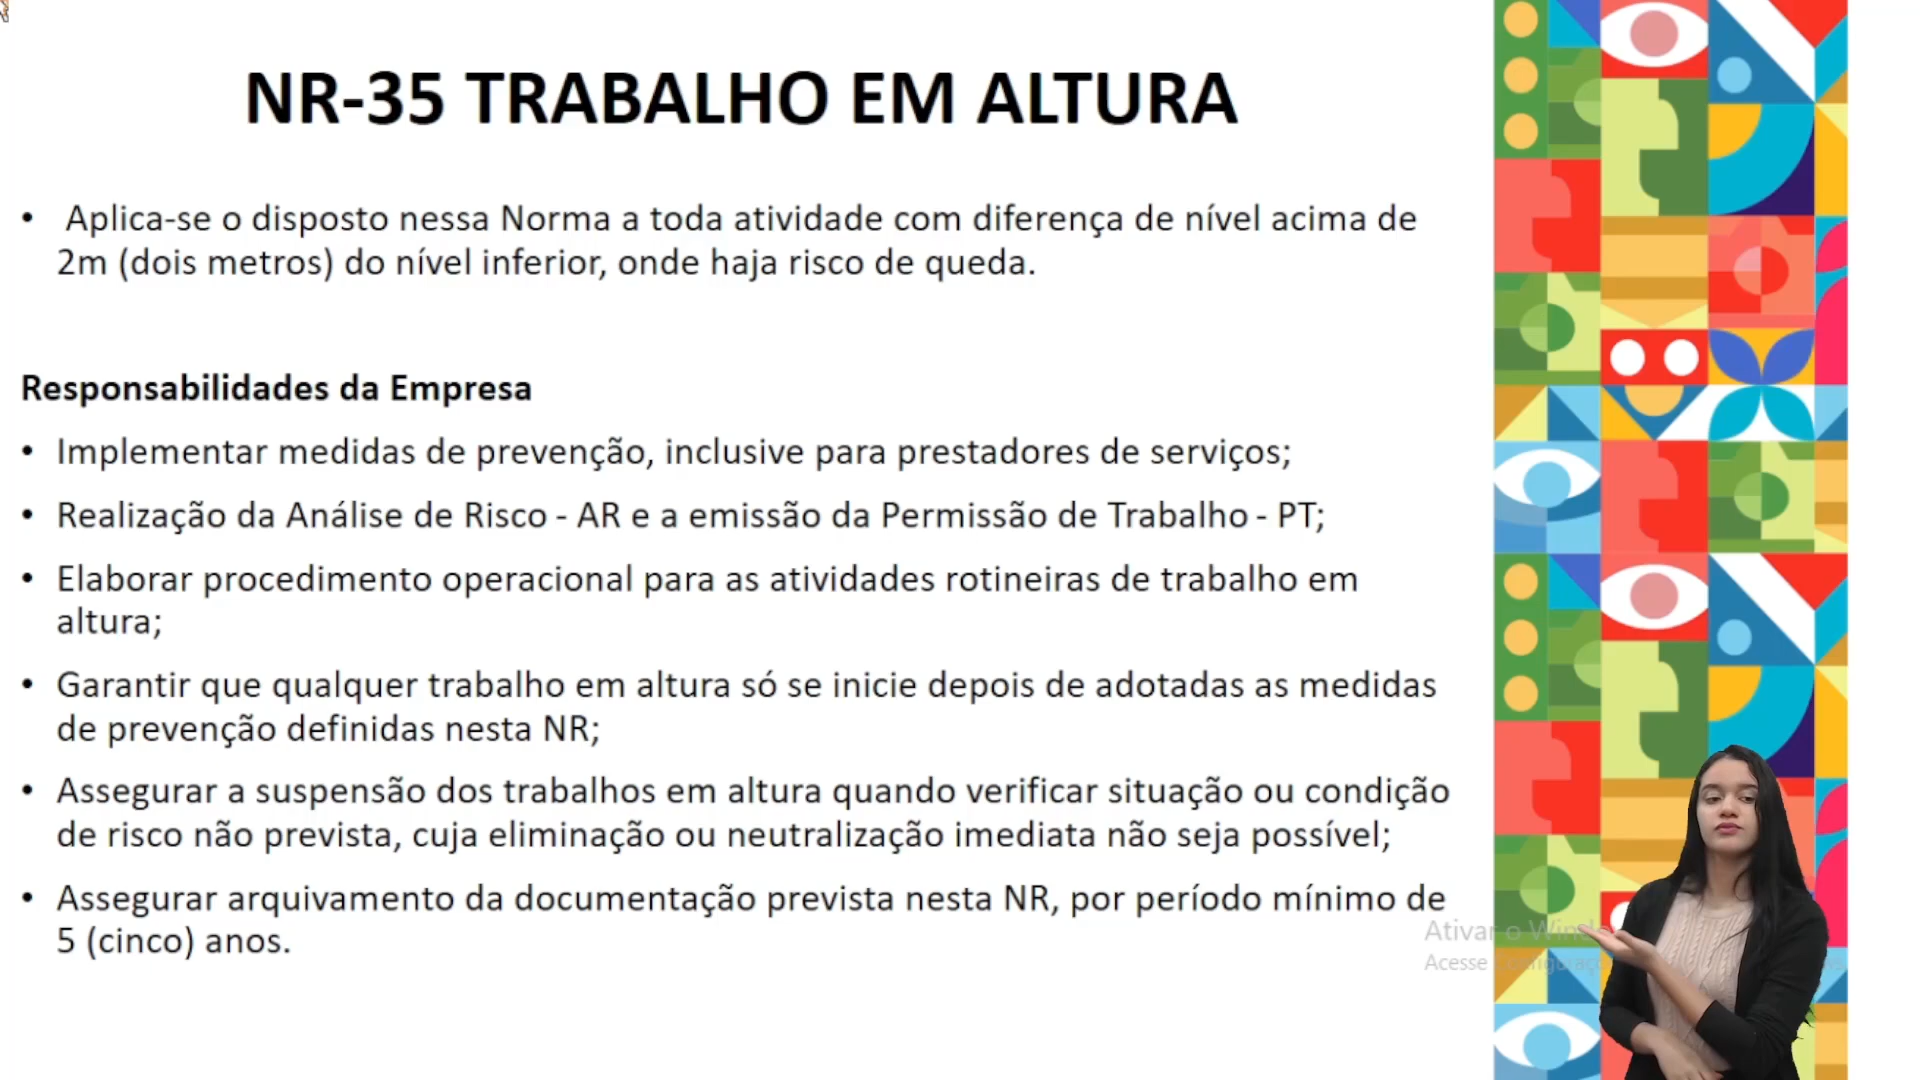 NR-35 TRABALHO EM ALTURA
• Aplica-se o disposto nessa Norma a toda atividade com diferença de nível acima de
2m (dois metros) do nível inferior, onde haja risco de queda.
Responsabilidades da Empresa
• Implementar medidas de prevenção, inclusive para prestadores de serviços;
• Realização da Análise de Risco - AR e a emissão da Permissão de Trabalho - PT;
• Elaborar procedimento operacional para as atividades rotineiras de trabalho em
altura;
• Garantir que qualquer trabalho em altura só se inicie depois de adotadas as medidas
de prevenção definidas nesta NR;
• Assegurar a suspensão dos trabalhos em altura quando verificar situação ou condição
de risco não prevista, cuja eliminação ou neutralização imediata não seja possível;
• Assegurar arquivamento da documentação prevista nesta NR, por período mínimo de
5 (cinco) anos.
Ativar o
Acesse